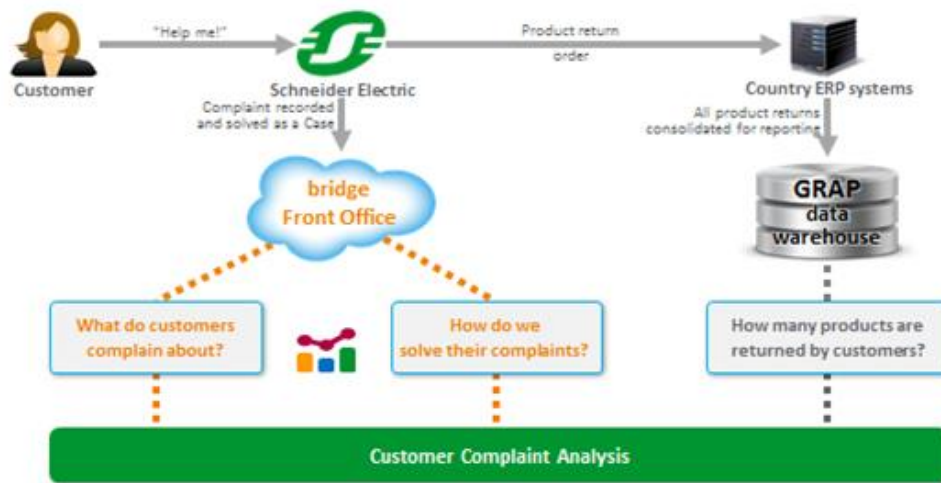 "Help me!"
Product return
order
Customer
Schneider Electric
Country ERP systems
Complaint recorded
and solved as a Case
All product returns
consolidated for reporting
bridge
Front Office
GRAP
data
warehouse
What do customers
complain about?
How do we
solve their complaints?
How many products are
returned by customers?
Customer Complaint Analysis